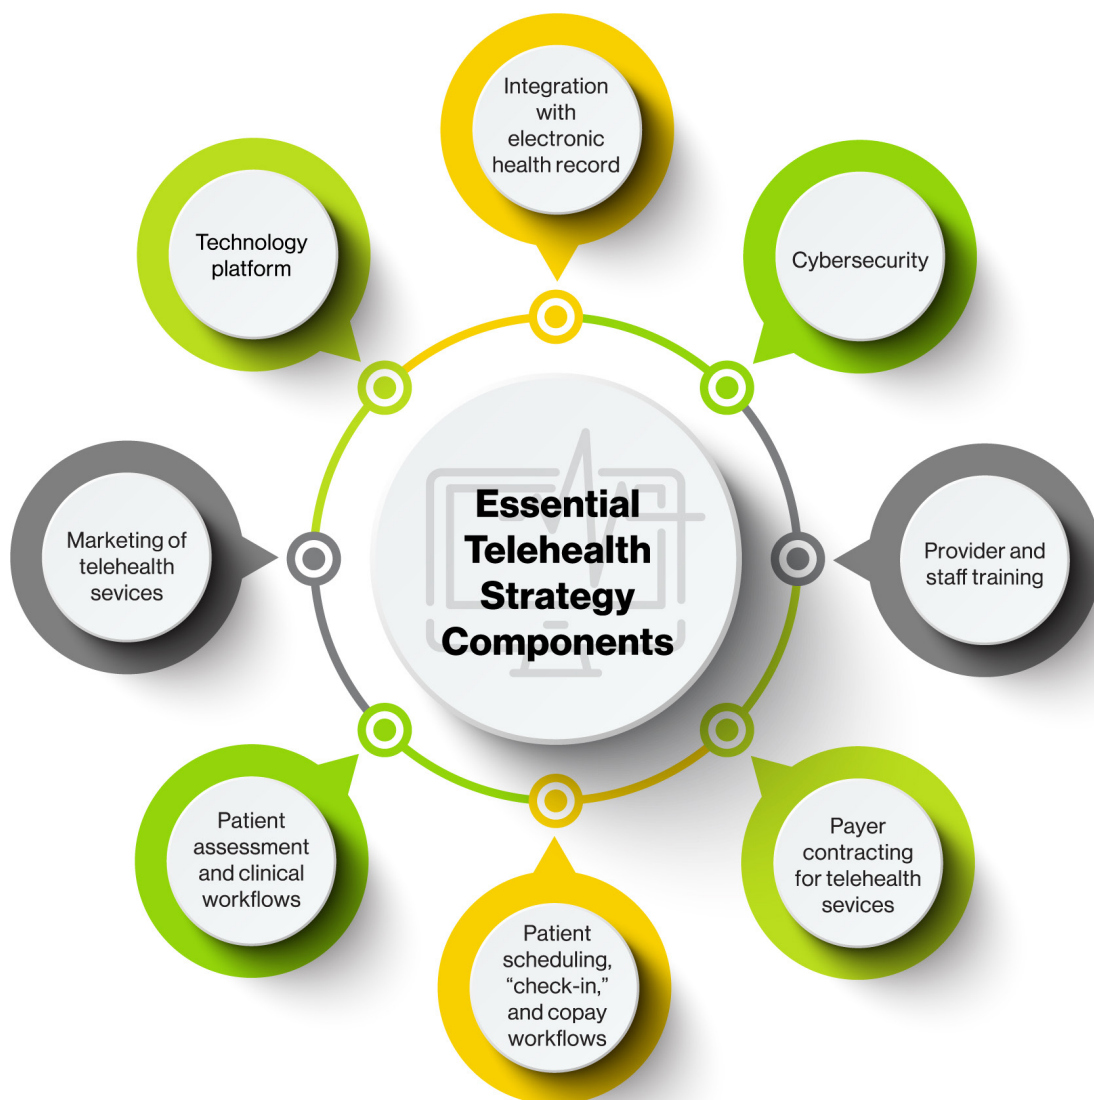 Integration
with
electronic
health record
Technology
platform
Cybersecurity
Essential
Telehealth
Strategy
Components
Marketing of
telehealth
sevices
Provider and
staff training
Patient
assessment
and clinical
workflows
Payer
contracting
for telehealth
sevices
Patient
scheduling,
“check-in,”
and copay
workflows